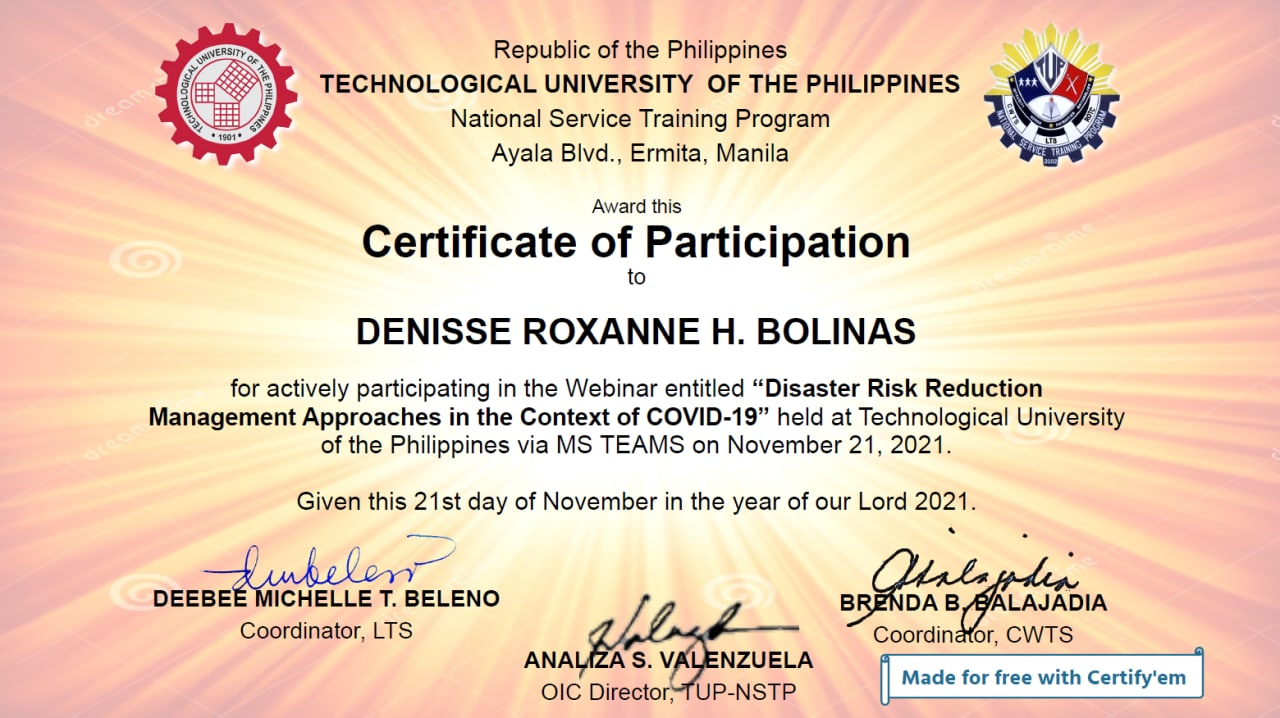 Republic of the Philippines
TECHNOLOGICAL UNIVERSITY OF THE PHILIPPINES
National Service Training Program
Ayala Blvd., Ermita, Manila
TECHNOLOGICAL UNIVERSITY OF THE PHILIPPINES
• 1901 •
TUP
CWTS
LTS
ROTC
NATIONAL SERVICE TRAINING PROGRAM
2002
Award this
Certificate of Participation
to
DENISSE ROXANNE H. BOLINAS
for actively participating in the Webinar entitled “Disaster Risk Reduction
Management Approaches in the Context of COVID-19” held at Technological University
of the Philippines via MS TEAMS on November 21, 2021.
Given this 21st day of November in the year of our Lord 2021.
DEEBEE MICHELLE T. BELENO
Coordinator, LTS
BRENDA B. BALAJADIA
Coordinator, CWTS
ANALIZA S. VALENZUELA
OIC Director, TUP-NSTP
Made for free with Certify'em
dreamstime